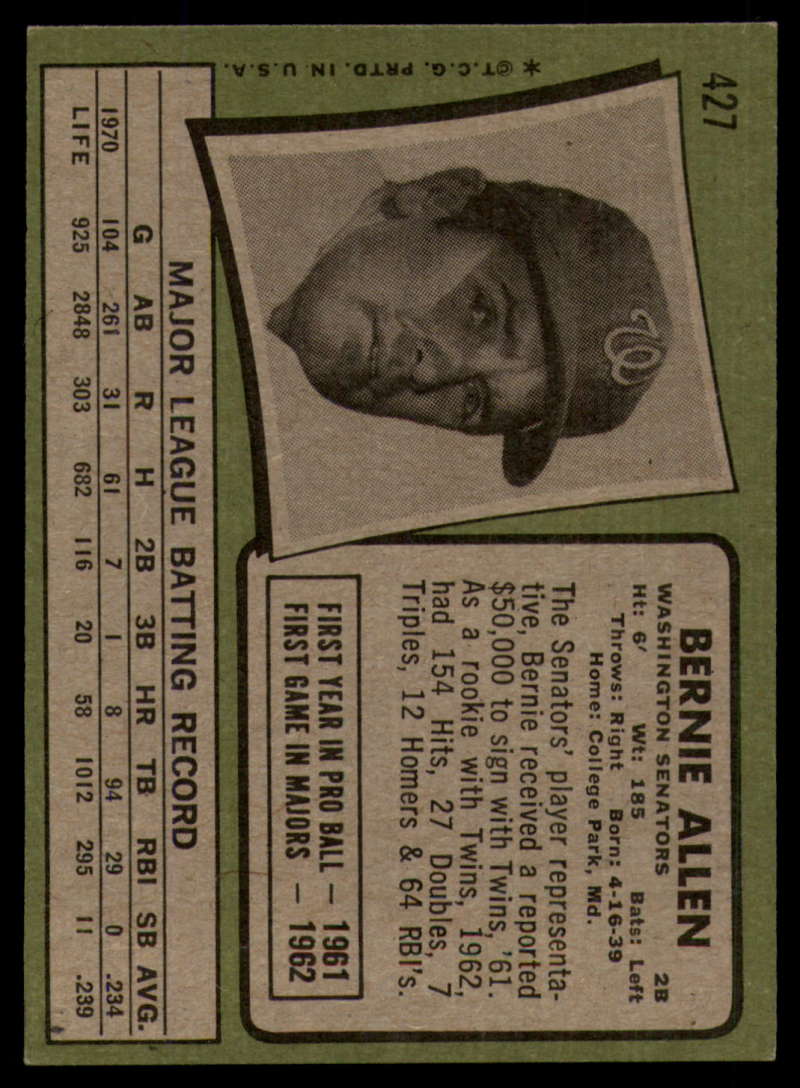 427
BERNIE ALLEN
WASHINGTON SENATORS 2B
Ht: 6' Wt: 185 Bats: Left
Throws: Right Born: 4-16-39
Home: College Park, Md.
The Senators' player representa-
tive, Bernie received a reported
$50,000 to sign with Twins, '61.
As a rookie with Twins, 1962,
had 154 Hits, 27 Doubles, 7
Triples, 12 Homers & 64 RBI's.
FIRST YEAR IN PRO BALL — 1961
FIRST GAME IN MAJORS — 1962
W
*©T.C.G. PRTD. IN U.S.A.
MAJOR LEAGUE BATTING RECORD
G AB R H 2B 3B HR TB RBI SB AVG.
1970 104 261 31 61 7 1 8 94 29 0 .234
LIFE 925 2848 303 682 116 20 58 1012 295 11 .239